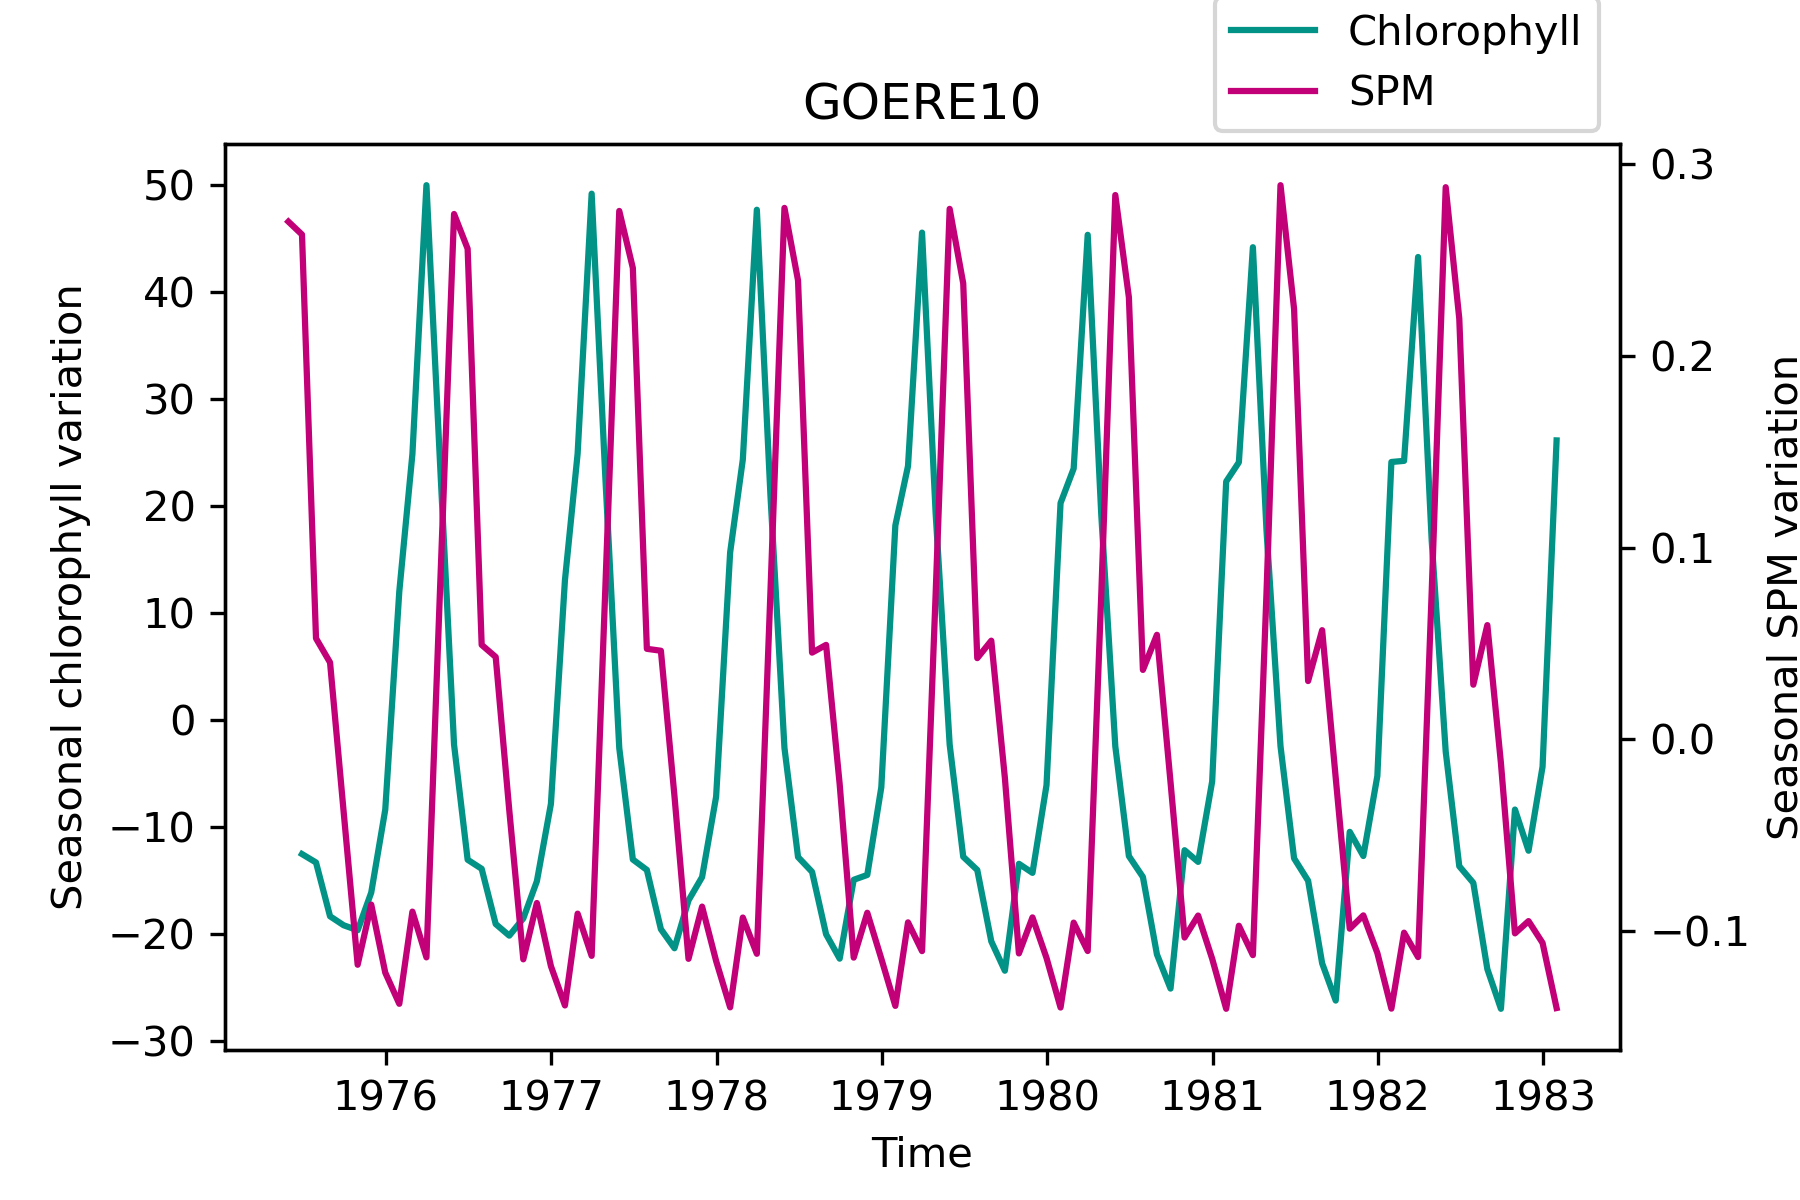 Chlorophyll
SPM
GOERE10
Seasonal chlorophyll variation
50
40
30
20
10
0
−10
−20
−30
0.3
0.2
0.1
0.0
−0.1
Seasonal SPM variation
1976 1977 1978 1979 1980 1981 1982 1983
Time